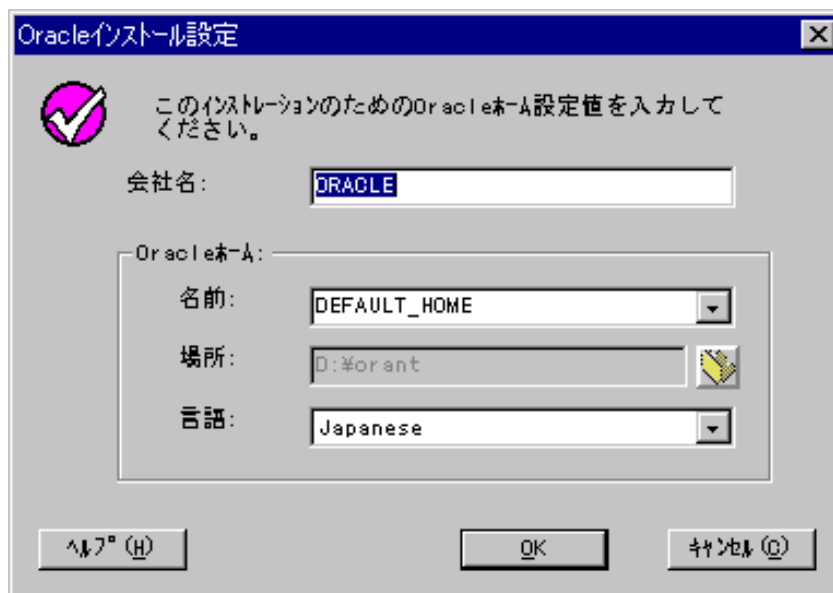 Oracleインストール設定
このｲﾝｽﾄﾚｰｼｮﾝのためのOracleﾎｰﾑ設定値を入力して
ください。
会社名:
ORACLE
Oracleﾎｰﾑ:
名前:
DEFAULT_HOME
場所:
D:¥orant
言語:
Japanese
ﾍﾙﾌﾟ(H)
OK
ｷｬﾝｾﾙ(C)